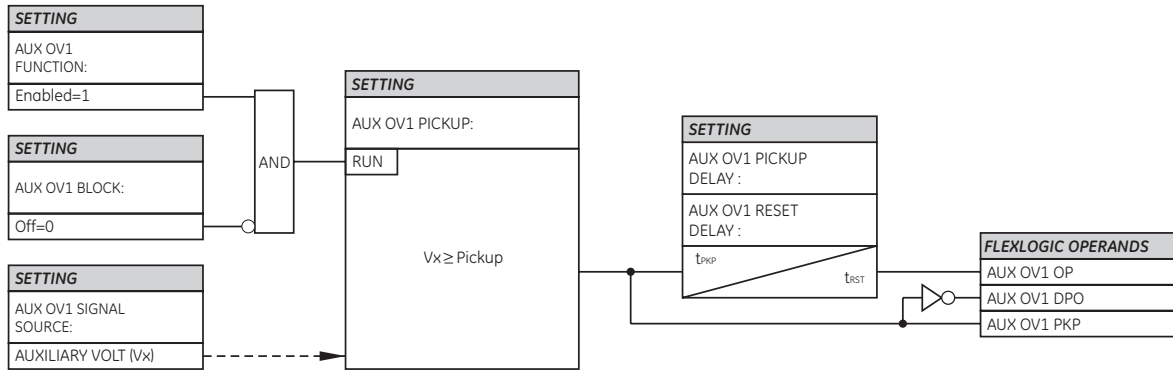 SETTING
AUX OV1
FUNCTION:
Enabled=1
SETTING
AUX OV1 BLOCK:
Off=0
SETTING
AUX OV1 SIGNAL
SOURCE:
AUXILIARY VOLT (Vx)
AND
SETTING
AUX OV1 PICKUP:
RUN
Vx ≥ Pickup
SETTING
AUX OV1 PICKUP
DELAY :
AUX OV1 RESET
DELAY :
tPKP
tRST
FLEXLOGIC OPERANDS
AUX OV1 OP
AUX OV1 DPO
AUX OV1 PKP